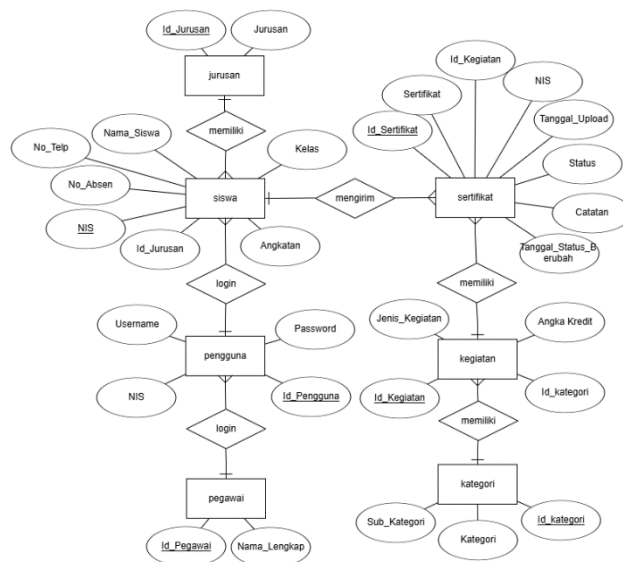 Id_Jurusan
Jurusan
jurusan
memiliki
Nama_Siswa
No_Telp
No_Absen
NIS
Id_Jurusan
Kelas
Angkatan
siswa
mengirim
Id_Kegiatan
Sertifikat
NIS
Id_Sertifikat
Tanggal_Upload
Status
Catatan
Tanggal_Status_B
erubah
sertifikat
login
memiliki
Username
Password
pengguna
NIS
Id_Pengguna
Jenis_Kegiatan
Angka Kredit
kegiatan
Id_Kegiatan
Id_kategori
login
memiliki
pegawai
Id_Pegawai
Nama_Lengkap
kategori
Sub_Kategori
Kategori
Id_kategori